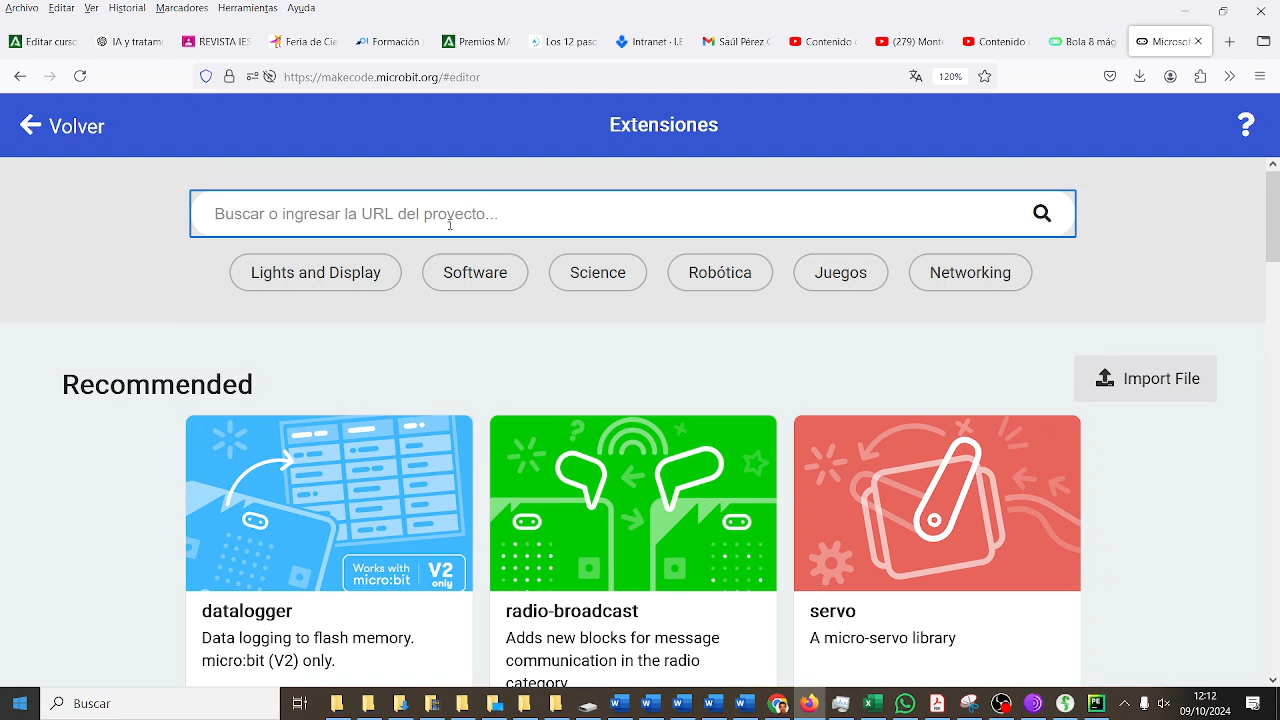 Archivo Editar Ver Historial Marcadores Herramientas Ayuda
Editar curso IA y tratami REVISTA IES Feria de Cie Formación Premios MA Los 12 paso Intranet - LE Saúl Pérez C Contenido c (279) Mont Contenido c Bola 8 mág Microsof
https://makecode.microbit.org/#editor 120%
Volver Extensiones ?
Buscar o ingresar la URL del proyecto...
Lights and Display Software Science Robótica Juegos Networking
Recommended Import File
Works with micro:bit V2 only
datalogger radio-broadcast servo
Data logging to flash memory. Adds new blocks for message A micro-servo library
micro:bit (V2) only. communication in the radio
category.
Buscar 12:12
09/10/2024